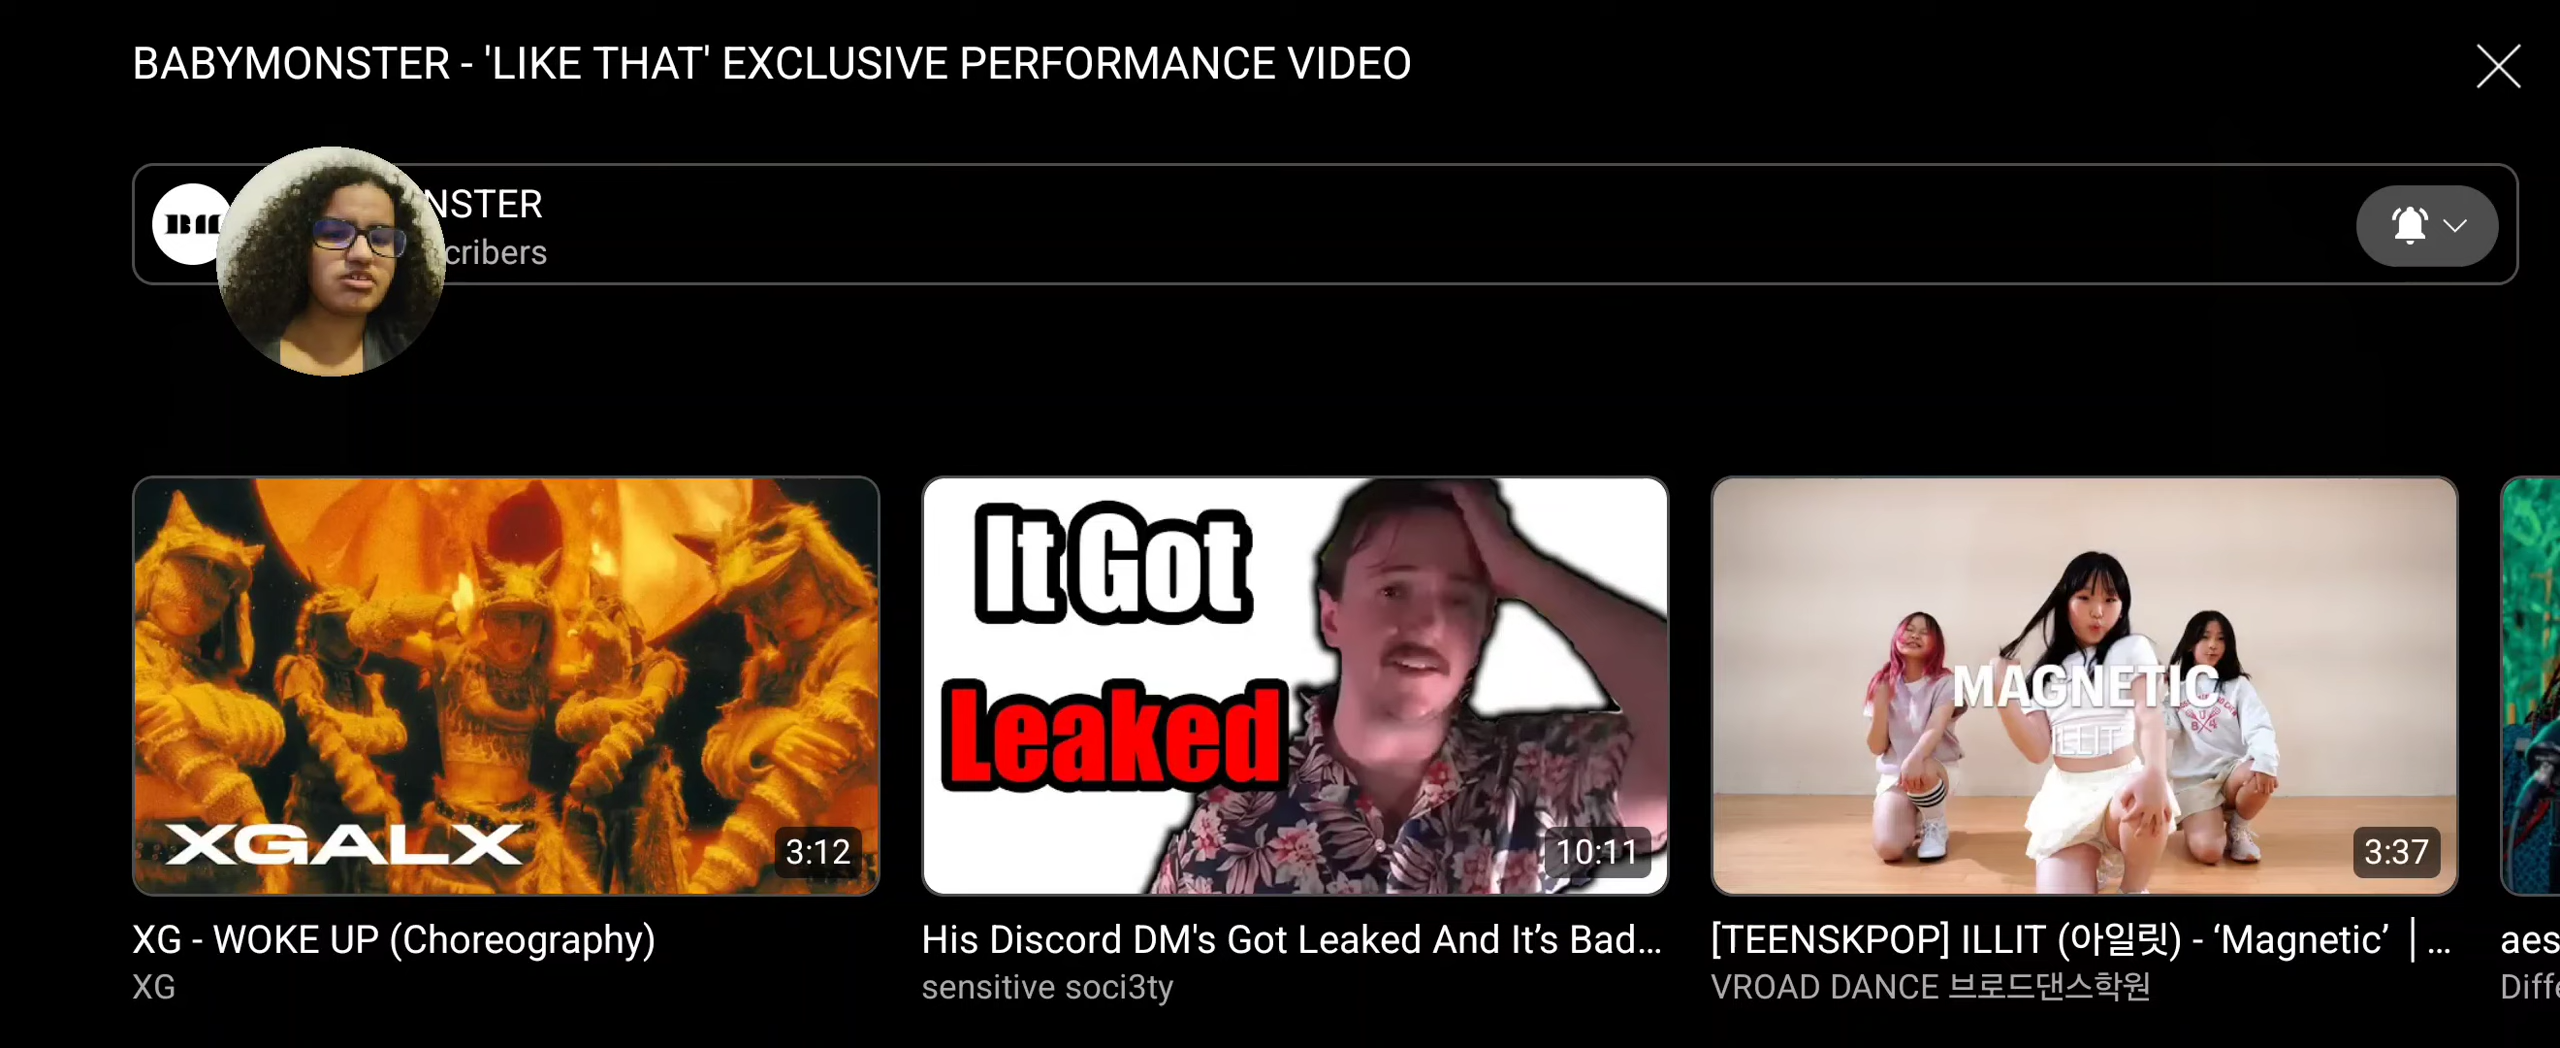 BABYMONSTER - 'LIKE THAT' EXCLUSIVE PERFORMANCE VIDEO
NSTER
cribers
It Got
Leaked
MAGNETIC
ILLIT
XGALX
3:12
10:11
3:37
XG - WOKE UP (Choreography)
XG
His Discord DM's Got Leaked And It’s Bad...
sensitive soci3ty
[TEENSKPOP] ILLIT (아일릿) - ‘Magnetic’ │...
VROAD DANCE 브로드댄스학원
aes
Diffe